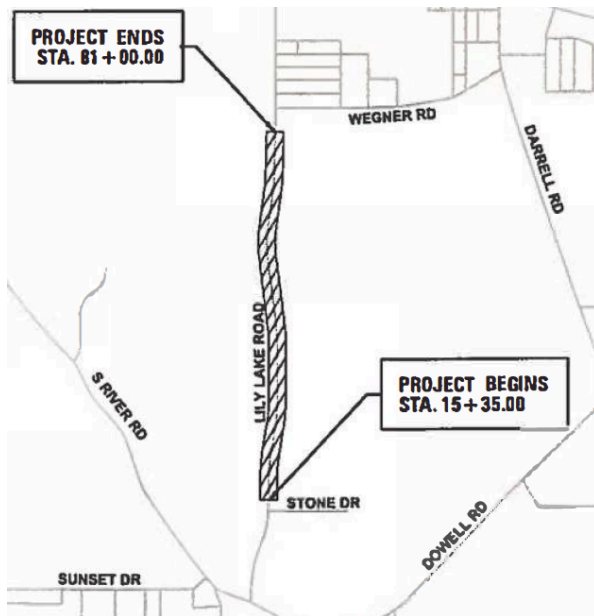 PROJECT ENDS
STA. 81+00.00
WEGNER RD
DARRELL RD
LILY LAKE ROAD
S RIVER RD
PROJECT BEGINS
STA. 15+35.00
STONE DR
DOWELL RD
SUNSET DR